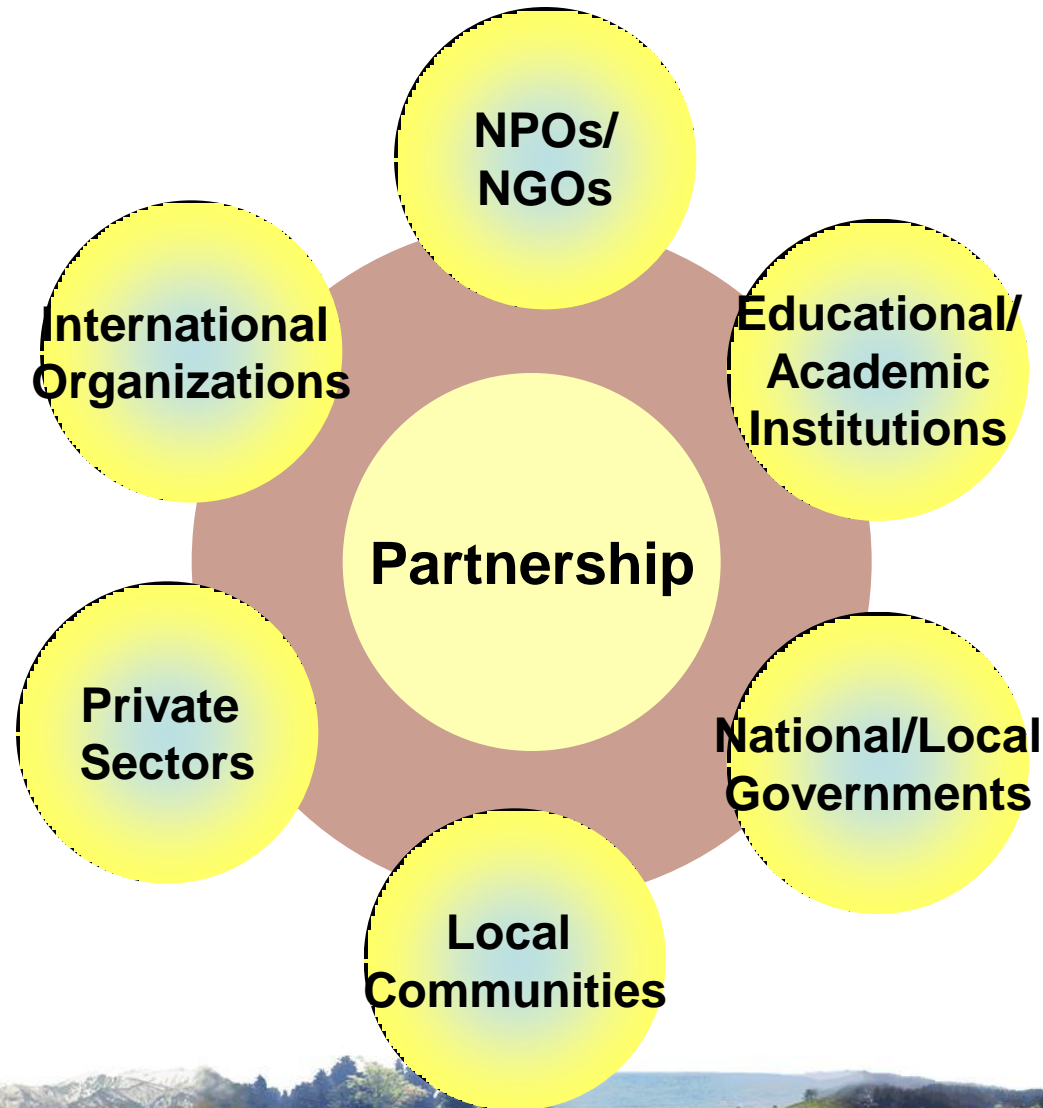 NPOs/
NGOs
International
Organizations
Educational/
Academic
Institutions
Partnership
Private
Sectors
National/Local
Governments
Local
Communities